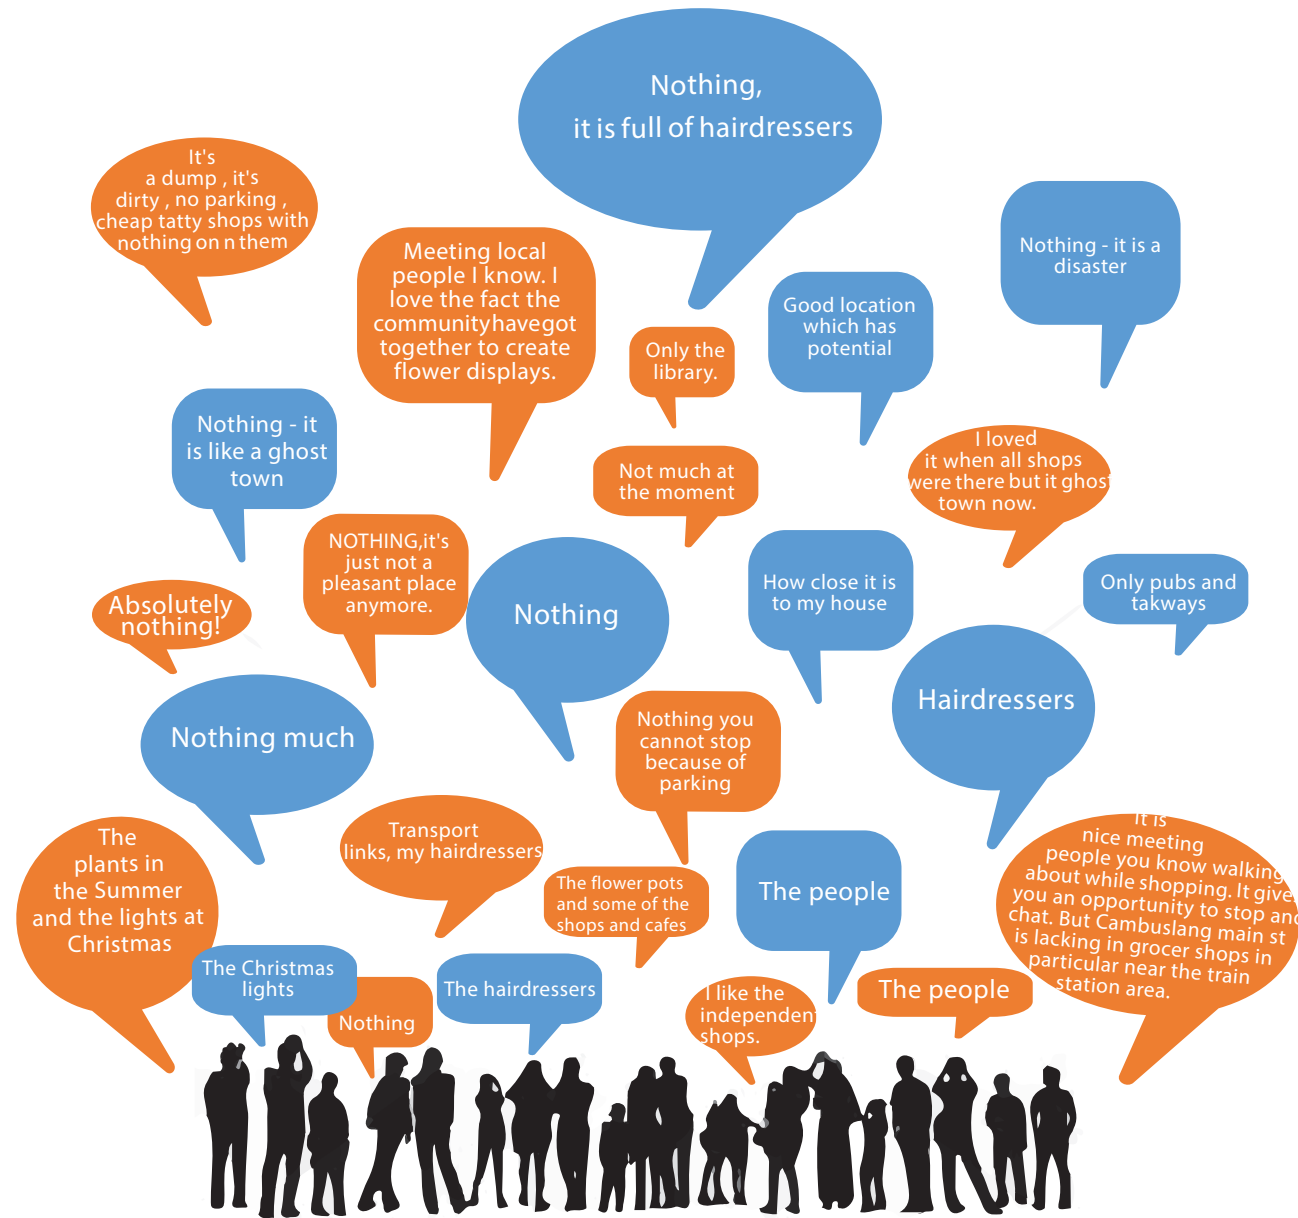 Nothing,
it is full of hairdressers
It's
a dump , it's
dirty , no parking ,
cheap tatty shops with
nothing on n them
Nothing - it is a
disaster
Meeting local
people I know. I
love the fact the
communityhavegot
together to create
flower displays.
Good location
which has
potential
Only the
library.
Nothing - it
is like a ghost
town
I loved
it when all shops
were there but it ghost
town now.
Not much at
the moment
NOTHING,it's
just not a
pleasant place
anymore.
Nothing
How close it is
to my house
Only pubs and
takways
Absolutely
nothing!
Hairdressers
Nothing much
Nothing you
cannot stop
because of
parking
The
plants in
the Summer
and the lights at
Christmas
Transport
links, my hairdressers
It is
nice meeting
people you know walking
about while shopping. It give
you an opportunity to stop and
chat. But Cambuslang main st
is lacking in grocer shops in
particular near the train
station area.
The flower pots
and some of the
shops and cafes
The people
The Christmas
lights
The hairdressers
The people
I like the
independent
shops.
Nothing